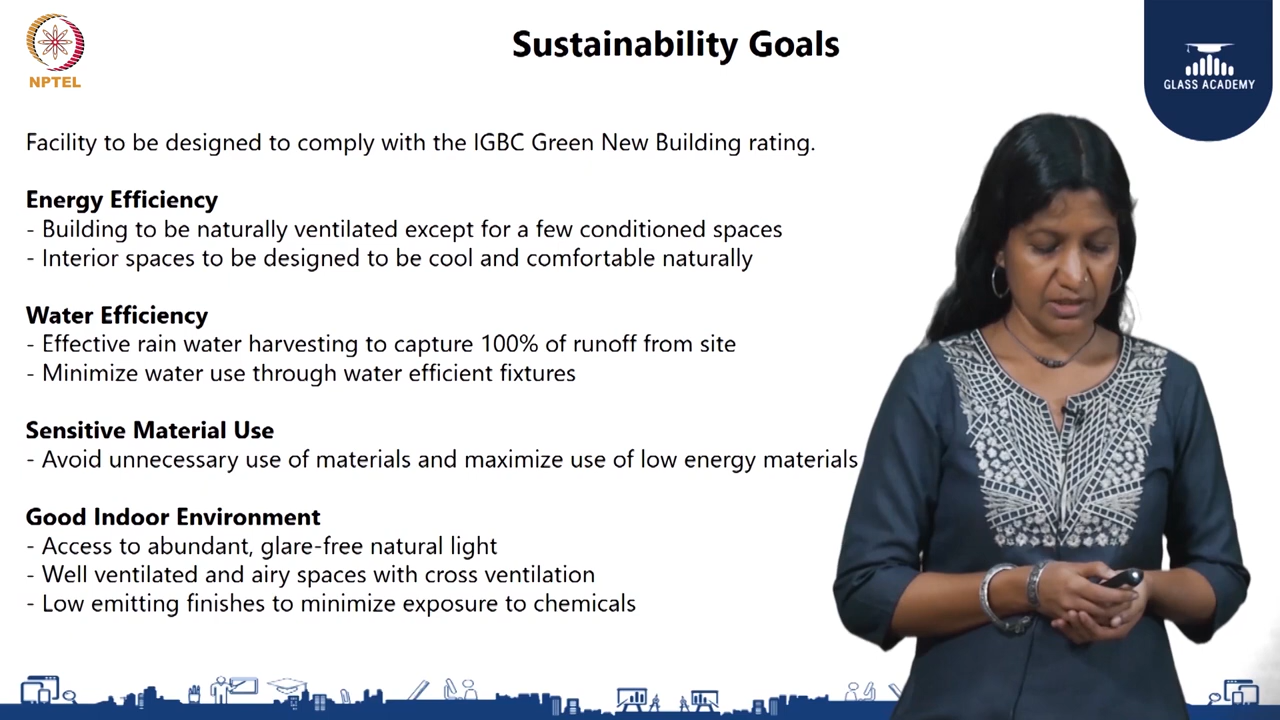 Sustainability Goals
NPTEL
GLASS ACADEMY
Facility to be designed to comply with the IGBC Green New Building rating.
Energy Efficiency
- Building to be naturally ventilated except for a few conditioned spaces
- Interior spaces to be designed to be cool and comfortable naturally
Water Efficiency
- Effective rain water harvesting to capture 100% of runoff from site
- Minimize water use through water efficient fixtures
Sensitive Material Use
- Avoid unnecessary use of materials and maximize use of low energy materials
Good Indoor Environment
- Access to abundant, glare-free natural light
- Well ventilated and airy spaces with cross ventilation
- Low emitting finishes to minimize exposure to chemicals